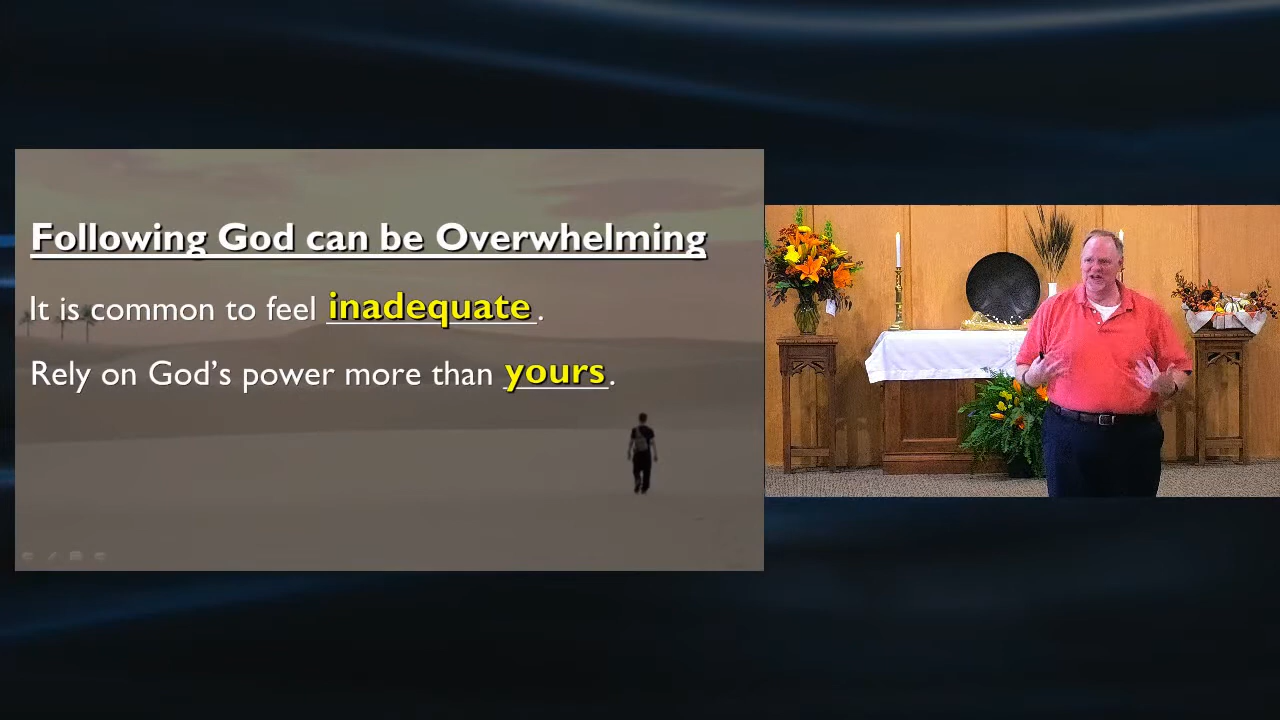 Following God can be Overwhelming
It is common to feel inadequate.
Rely on God’s power more than yours.